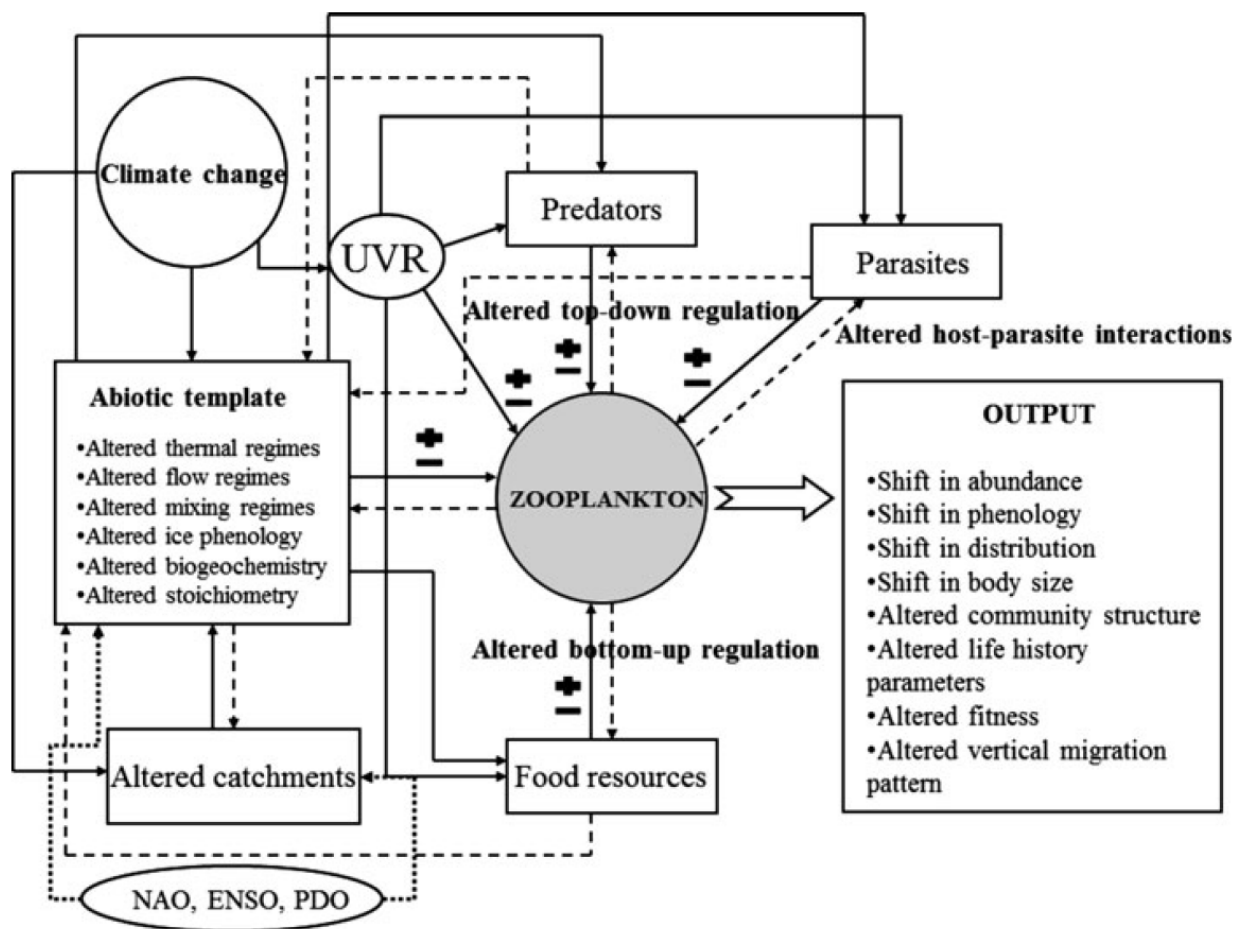 Climate change
UVR
Predators
Parasites
Altered top-down regulation
Altered host-parasite interactions
Abiotic template
•Altered thermal regimes
•Altered flow regimes
•Altered mixing regimes
•Altered ice phenology
•Altered biogeochemistry
•Altered stoichiometry
+
−
+
−
+
−
+
−
ZOOPLANKTON
OUTPUT
•Shift in abundance
•Shift in phenology
•Shift in distribution
•Shift in body size
•Altered community structure
•Altered life history
parameters
•Altered fitness
•Altered vertical migration
pattern
Altered bottom-up regulation
+
−
Altered catchments
Food resources
NAO, ENSO, PDO